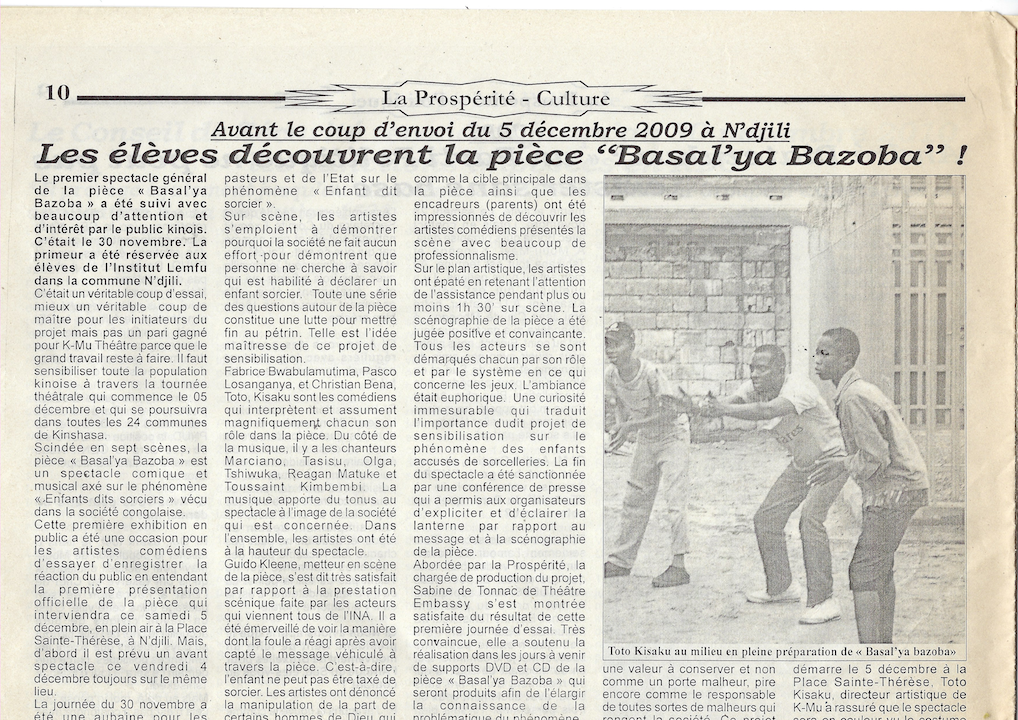 10
La Prospérité - Culture
Avant le coup d'envoi du 5 décembre 2009 à N'djili
Les élèves découvrent la pièce “Basal'ya Bazoba” !
Le premier spectacle général
de la pièce « Basal'ya
Bazoba » a été suivi avec
beaucoup d'attention et
d'intérêt par le public kinois.
C'était le 30 novembre. La
primeur a été réservée aux
élèves de l'Institut Lemfu
dans la commune N'djili.
C'était un véritable coup d'essai,
mieux un véritable coup de
maître pour les initiateurs du
projet mais pas un pari gagné
pour K-Mu Théâtre parce que le
grand travail reste à faire. Il faut
sensibiliser toute la population
kinoise à travers la tournée
théâtrale qui commence le 05
décembre et qui se poursuivra
dans toutes les 24 communes
de Kinshasa.
Scindée en sept scènes, la
pièce « Basal'ya Bazoba » est
un spectacle comique et
musical axé sur le phénomène
« Enfants dits sorciers » vécu
dans la société congolaise.
Cette première exhibition en
public a été une occasion pour
les artistes comédiens
d'essayer d'enregistrer la
réaction du public en entendant
la première présentation
officielle de la pièce qui
interviendra ce samedi 5
décembre, en plein air à la Place
Sainte-Thérèse, à N'djili. Mais,
d'abord il est prévu un avant
spectacle ce vendredi 4
décembre toujours sur le même
lieu.
La journée du 30 novembre a
été une aubaine pour les
pasteurs et de l'Etat sur le
phénomène « Enfant dit
sorcier ».
Sur scène, les artistes
s'emploient à démontrer
pourquoi la société ne fait aucun
effort pour démontrent que
personne ne cherche à savoir
qui est habilité à déclarer un
enfant sorcier. Toute une série
des questions autour de la pièce
constitue une lutte pour mettre
fin au pétrin. Telle est l'idée
maîtresse de ce projet de
sensibilisation.
Fabrice Bwabulamutima, Pasco
Losanganya, et Christian Bena,
Toto, Kisaku sont les comédiens
qui interprètent et assument
magnifiquement chacun son
rôle dans la pièce. Du côté de
la musique, il y a les chanteurs
Marciano, Tasisu, Olga,
Tshiwuka, Reagan Matuke et
Toussaint Kimbembi. La
musique apporte du tonus au
spectacle à l'image de la société
qui est concernée. Dans
l'ensemble, les artistes ont été
à la hauteur du spectacle.
Guido Kleene, metteur en scène
de la pièce, s'est dit très satisfait
par rapport à la prestation
scénique faite par les acteurs
qui viennent tous de l'INA. Il a
été émerveillé de voir la manière
dont la foule a réagi après avoir
capté le message véhiculé à
travers la pièce. C'est-à-dire,
l'enfant ne peut pas être taxé de
sorcier. Les artistes ont dénoncé
la manipulation de la part de
certains hommes de Dieu qui
comme la cible principale dans
la pièce ainsi que les
encadreurs (parents) ont été
impressionnés de découvrir les
artistes comédiens présentés la
scène avec beaucoup de
professionnalisme.
Sur le plan artistique, les artistes
ont épaté en retenant l'attention
de l'assistance pendant plus ou
moins 1h 30' sur scène. La
scénographie de la pièce a été
jugée positive et convaincante.
Tous les acteurs se sont
démarqués chacun par son rôle
et par le système en ce qui
concerne les jeux. L'ambiance
était euphorique. Une curiosité
immesurable qui traduit
l'importance dudit projet de
sensibilisation sur le
phénomène des enfants
accusés de sorcelleries. La fin
du spectacle a été sanctionnée
par une conférence de presse
qui a permis aux organisateurs
d'expliciter et d'éclairer la
lanterne par rapport au
message et à la scénographie
de la pièce.
Abordée par la Prospérité, la
chargée de production du projet,
Sabine de Tonnac de Théâtre
Embassy s'est montrée
satisfaite du résultat de cette
première journée d'essai. Très
convaincue, elle a soutenu la
réalisation dans les jours à venir
de supports DVD et CD de la
pièce « Basal'ya Bazoba » qui
seront produits afin de l'élargir
la connaissance de la
problématique du phénomène
Toto Kisaku au milieu en pleine préparation de « Basal'ya bazoba»
une valeur à conserver et non
comme un porte malheur, pire
encore comme le responsable
de toutes sortes de malheurs qui
rongent la société. Ce projet
démarre le 5 décembre à la
Place Sainte-Thérèse, Toto
Kisaku, directeur artistique de
K-Mu a rassuré que le spectacle